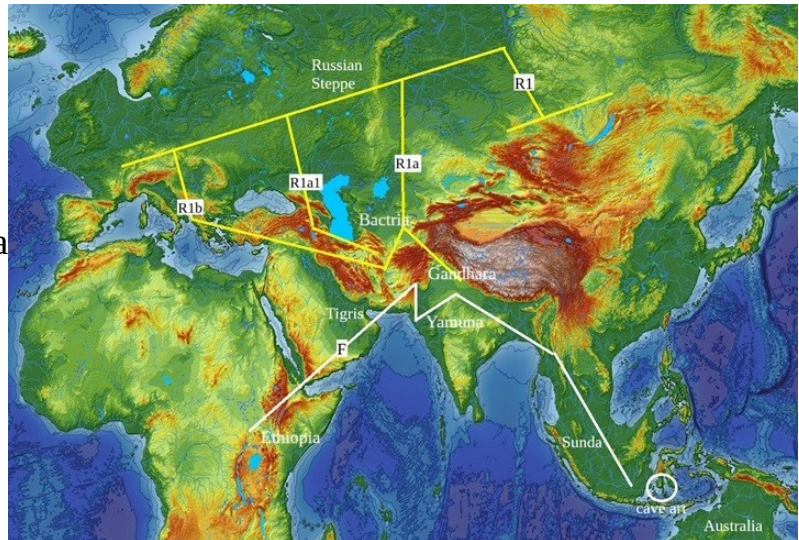 Russian
Steppe
R1
R1a
R1a1
R1b
a
Bactria
Gandhara
Tigris
Yamuna
F
Ethiopia
Sunda
cave art
Australia